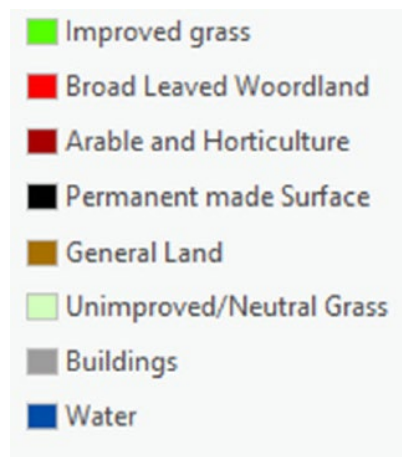 Improved grass
Broad Leaved Woordland
Arable and Horticulture
Permanent made Surface
General Land
Unimproved/Neutral Grass
Buildings
Water